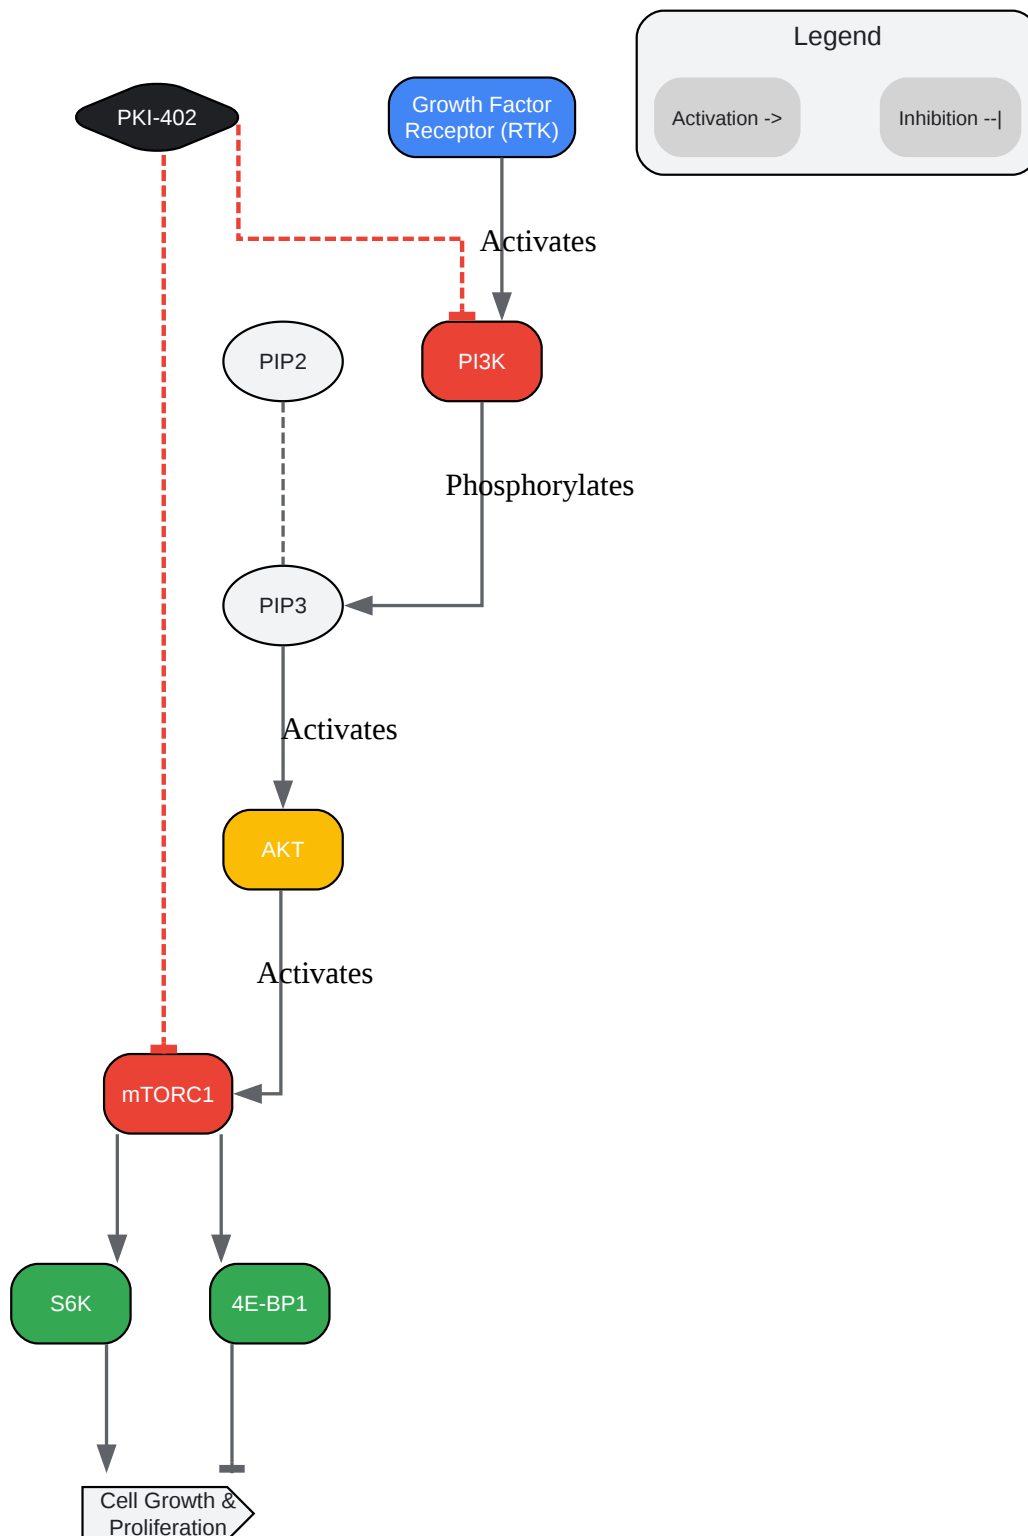 Legend
PKI-402
Growth Factor
Receptor (RTK)
Activation ->
Inhibition --|
Activates
PIP2
PI3K
Phosphorylates
PIP3
Activates
AKT
Activates
mTORC1
S6K
4E-BP1
Cell Growth &
Proliferation